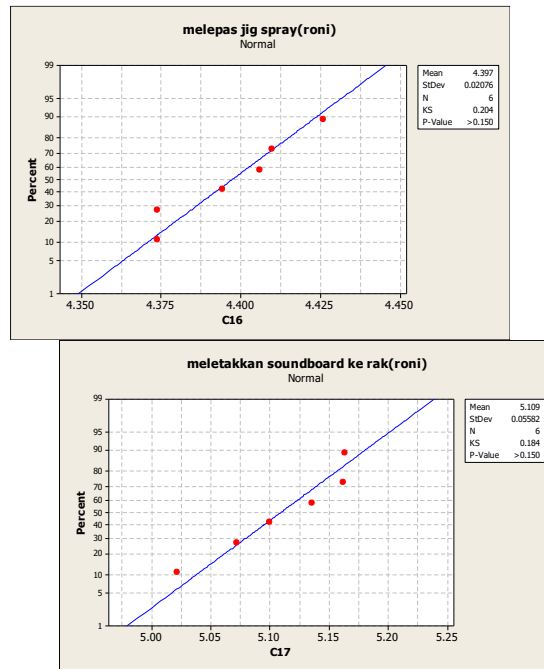 melepas jig spray(roni)
Normal
Mean 4.397
StDev 0.02076
N 6
KS 0.204
P-Value >0.150
99
95
90
80
70
60
50
40
30
20
10
5
1
Percent
4.350 4.375 4.400 4.425 4.450
C16
meletakkan soundboard ke rak(roni)
Normal
Mean 5.109
StDev 0.05582
N 6
KS 0.184
P-Value >0.150
99
95
90
80
70
60
50
40
30
20
10
5
1
Percent
5.00 5.05 5.10 5.15 5.20 5.25
C17